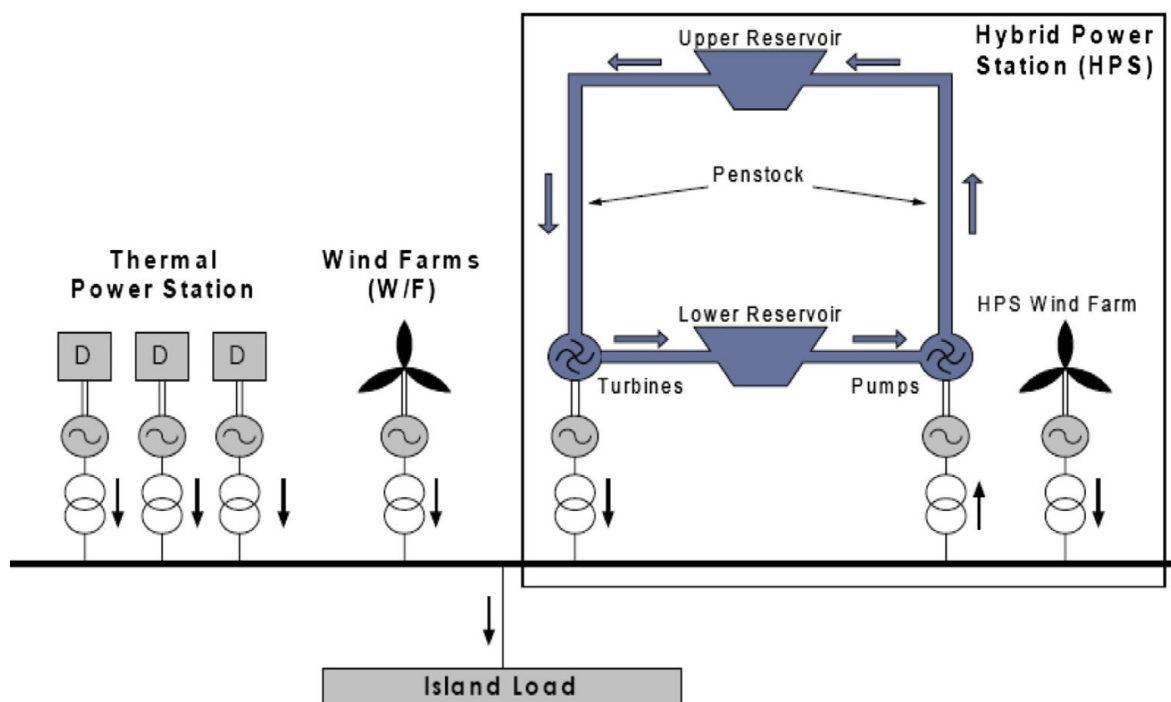 Upper Reservoir
Hybrid Power
Station (HPS)
Penstock
Thermal
Power Station
Wind Farms
(W/F)
Lower Reservoir
HPS Wind Farm
D
D
D
Turbines
Pumps
Island Load